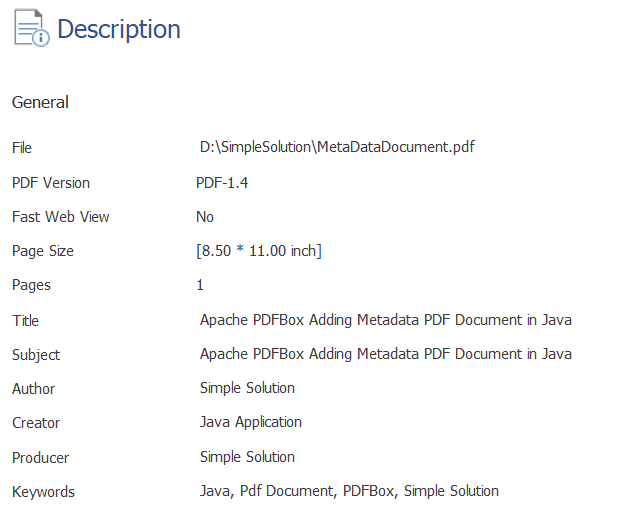 Description
General
File D:\SimpleSolution\MetaDataDocument.pdf
PDF Version PDF-1.4
Fast Web View No
Page Size [8.50 * 11.00 inch]
Pages 1
Title Apache PDFBox Adding Metadata PDF Document in Java
Subject Apache PDFBox Adding Metadata PDF Document in Java
Author Simple Solution
Creator Java Application
Producer Simple Solution
Keywords Java, Pdf Document, PDFBox, Simple Solution